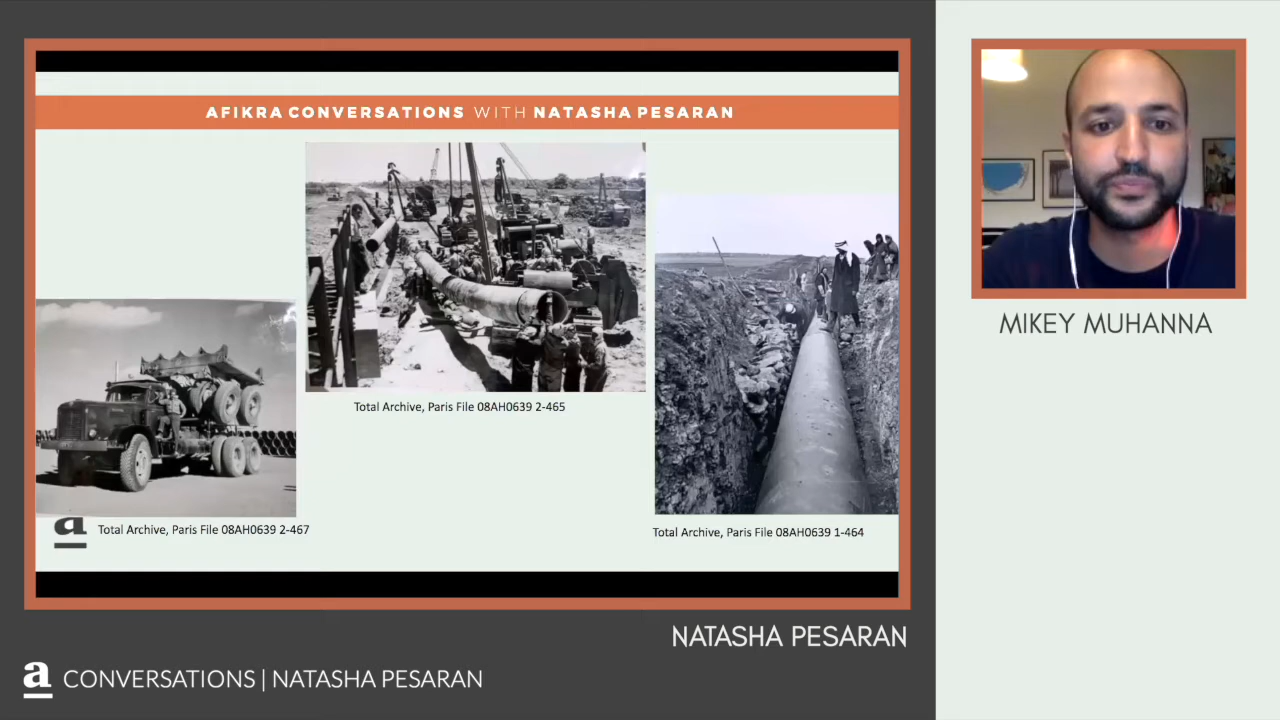 AFIKRA CONVERSATIONS WITH NATASHA PESARAN
Total Archive, Paris File 08AH0639 2-465
a Total Archive, Paris File 08AH0639 2-467
Total Archive, Paris File 08AH0639 1-464
MIKEY MUHANNA
NATASHA PESARAN
a CONVERSATIONS | NATASHA PESARAN